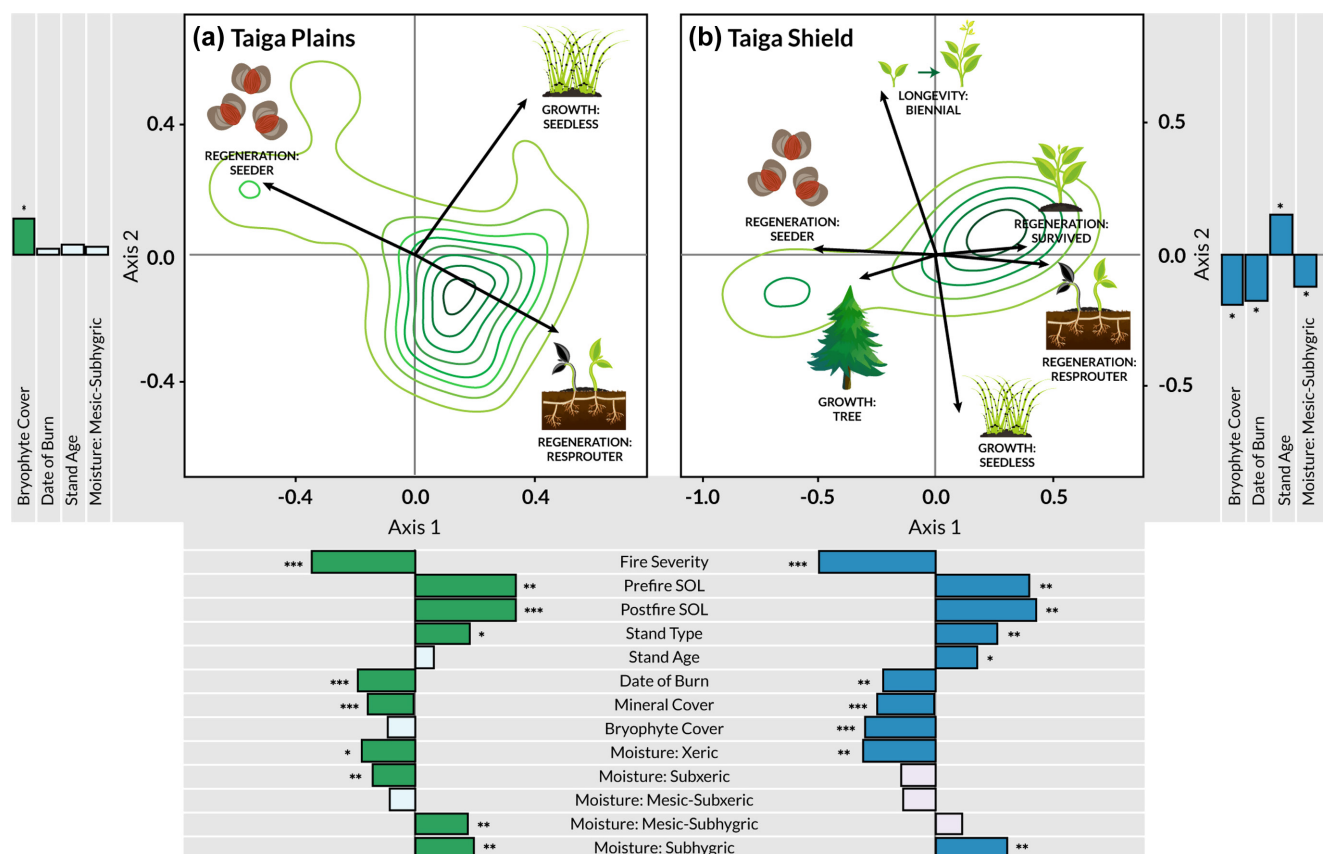 (a) Taiga Plains
GROWTH:
SEEDLESS
REGENERATION:
SEEDER
REGENERATION:
RESPROUTER
0.4
0.0
-0.4
Axis 2
-0.4
0.0
0.4
Axis 1
*
Bryophyte Cover
Date of Burn
Stand Age
Moisture: Mesic-Subhygric
(b) Taiga Shield
LONGEVITY:
BIENNIAL
REGENERATION:
SEEDER
REGENERATION:
SURVIVED
REGENERATION:
RESPROUTER
GROWTH:
TREE
GROWTH:
SEEDLESS
0.5
0.0
-0.5
Axis 2
-1.0
-0.5
0.0
0.5
Axis 1
*
*
*
*
Bryophyte Cover
Date of Burn
Stand Age
Moisture: Mesic-Subhygric
*** Fire Severity ***
** Prefire SOL **
*** Postfire SOL **
* Stand Type **
Stand Age *
*** Date of Burn **
*** Mineral Cover ***
Bryophyte Cover ***
* Moisture: Xeric **
** Moisture: Subxeric
Moisture: Mesic-Subxeric
** Moisture: Mesic-Subhygric
** Moisture: Subhygric **